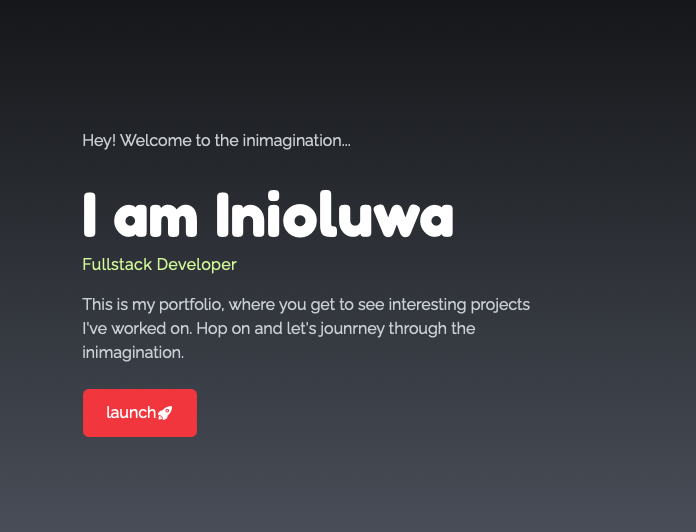 Hey! Welcome to the inimagination...
I am Inioluwa
Fullstack Developer
This is my portfolio, where you get to see interesting projects
I've worked on. Hop on and let's jounrney through the
inimagination.
launch